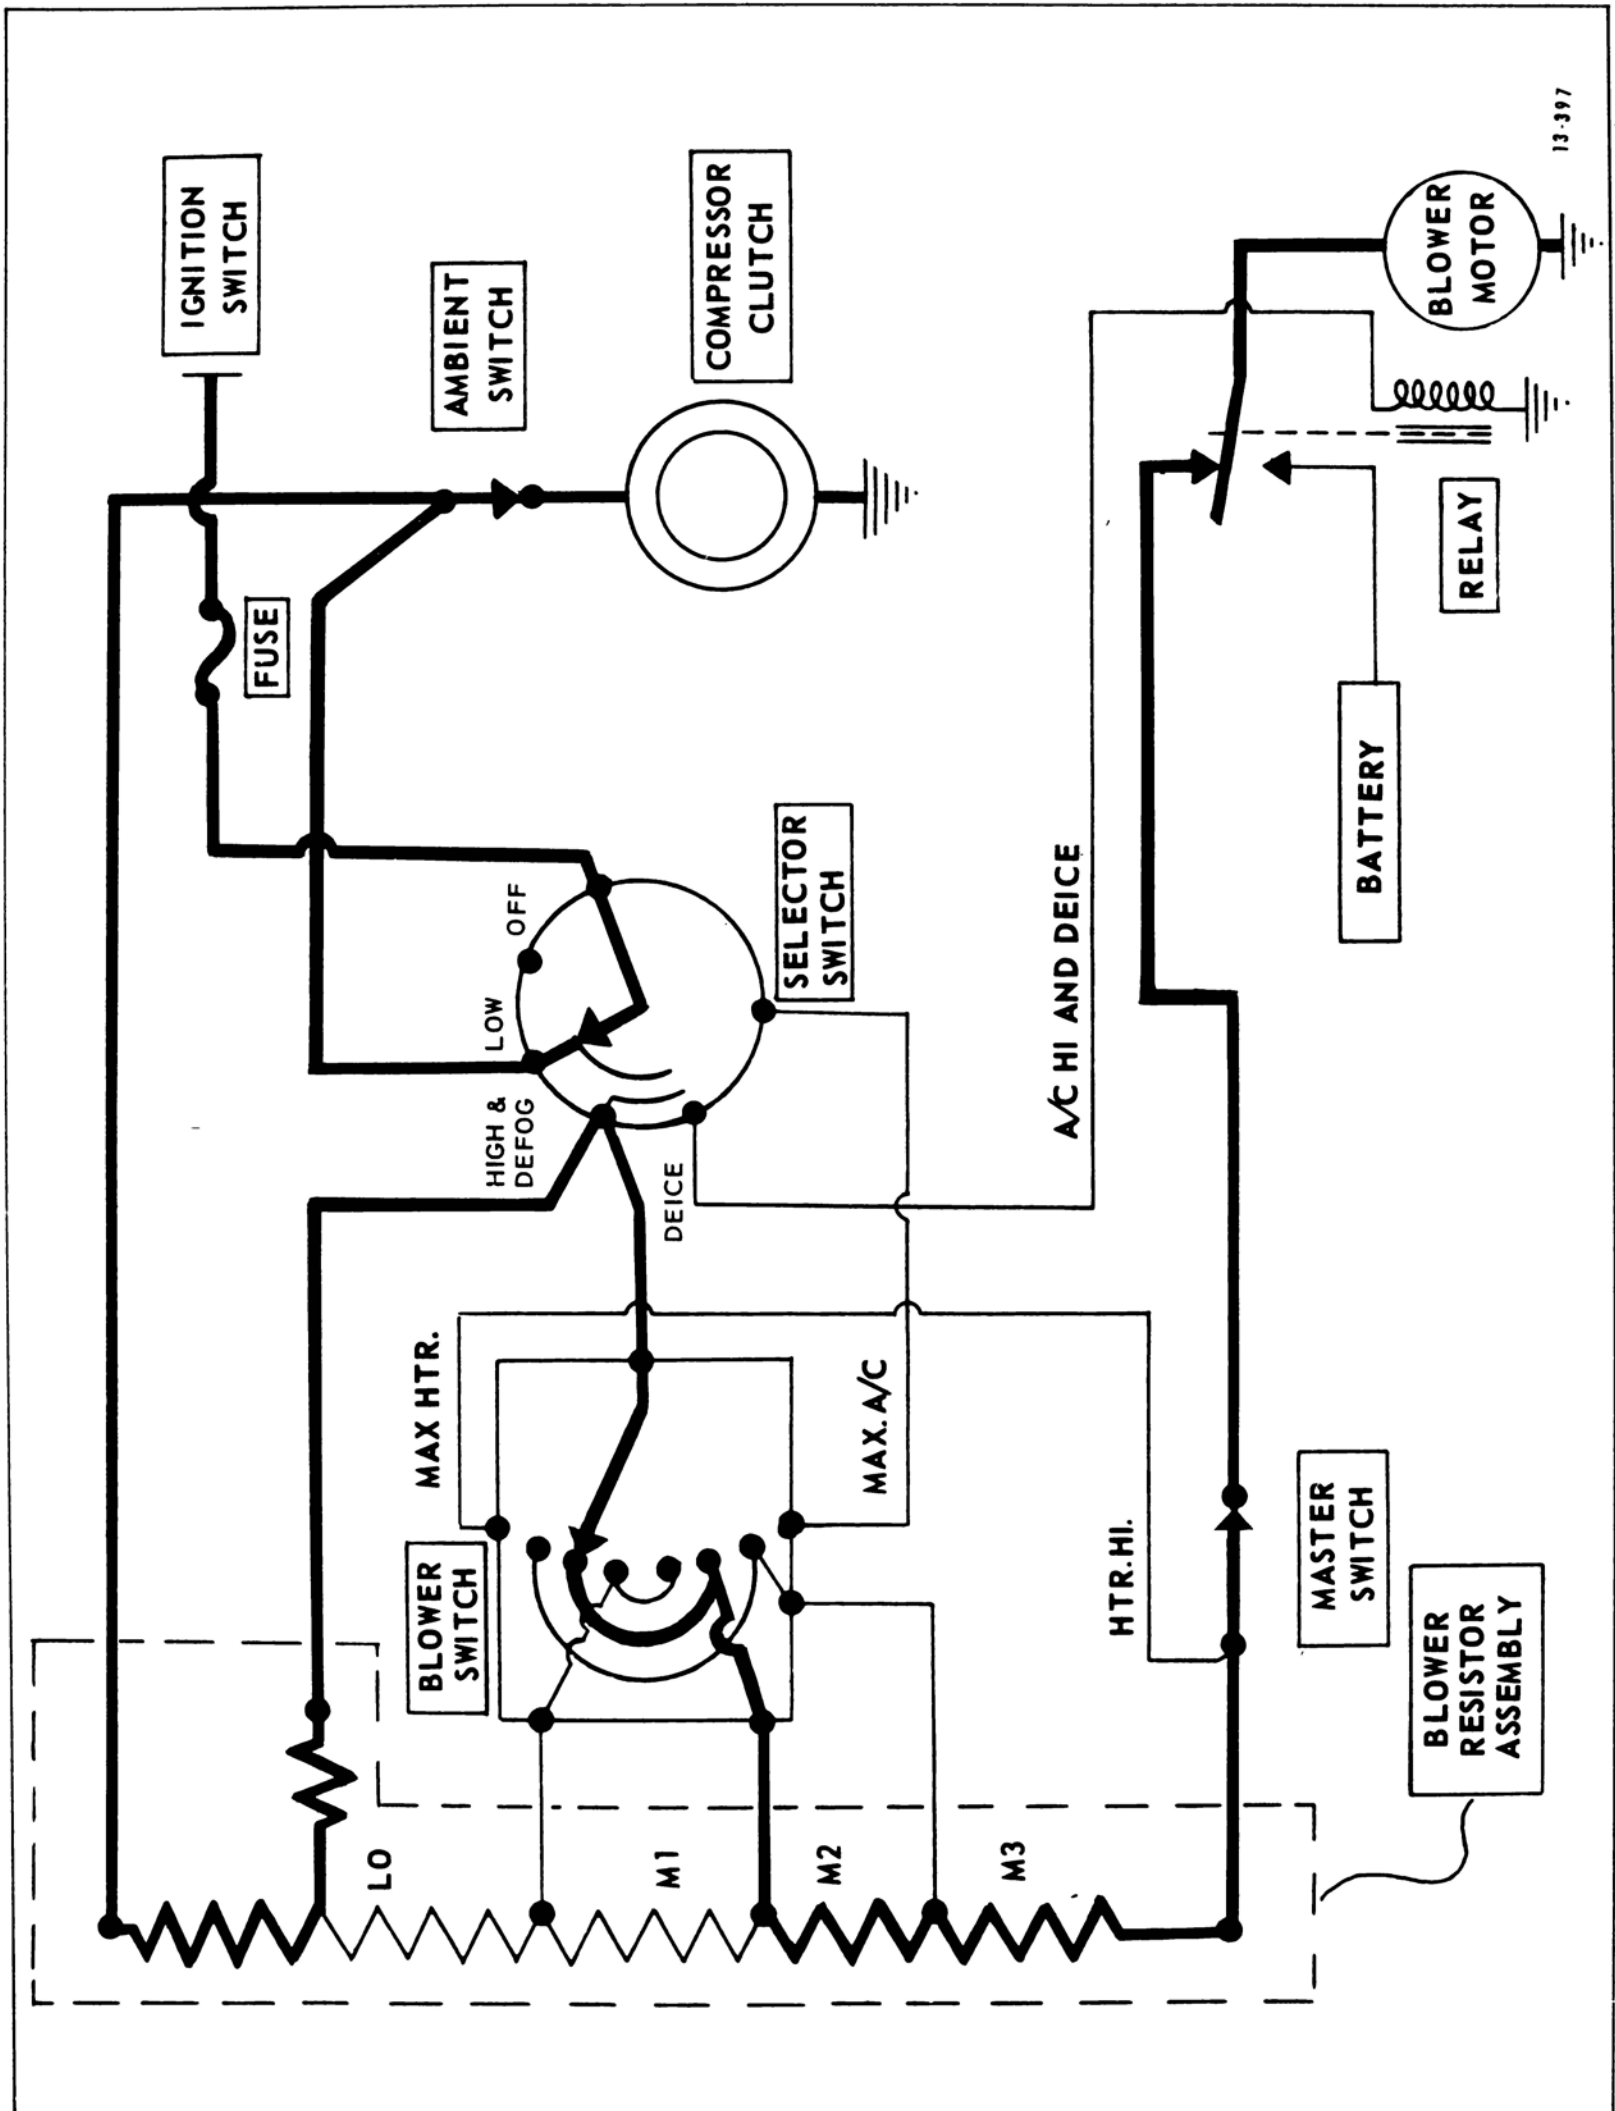 IGNITION
SWITCH
AMBIENT
SWITCH
COMPRESSOR
CLUTCH
FUSE
OFF
LOW
HIGH &
DEFOG
DEICE
SELECTOR
SWITCH
MAX HTR.
MAX. A/C
BLOWER
SWITCH
A/C HI AND DEICE
HTR. HI.
MASTER
SWITCH
BATTERY
RELAY
BLOWER
MOTOR
LO
M1
M2
M3
BLOWER
RESISTOR
ASSEMBLY
13-397